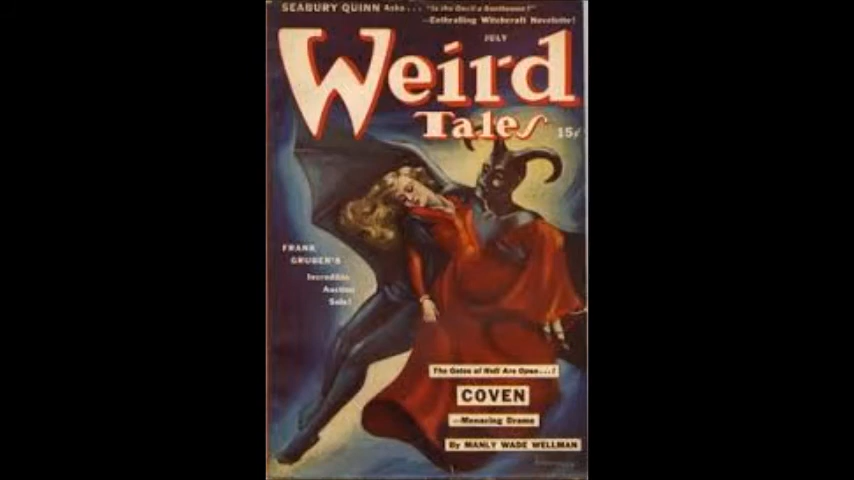 SEABURY QUINN Asks... "Is the Devil a Gentleman?"
—Enthralling Witchcraft Novelette!
JULY
Weird
Tales
15¢
FRANK
GRUBER'S
Incredible
Auction
Sale!
The Gates of Hell Are Open...!
COVEN
—Menacing Drama
By MANLY WADE WELLMAN